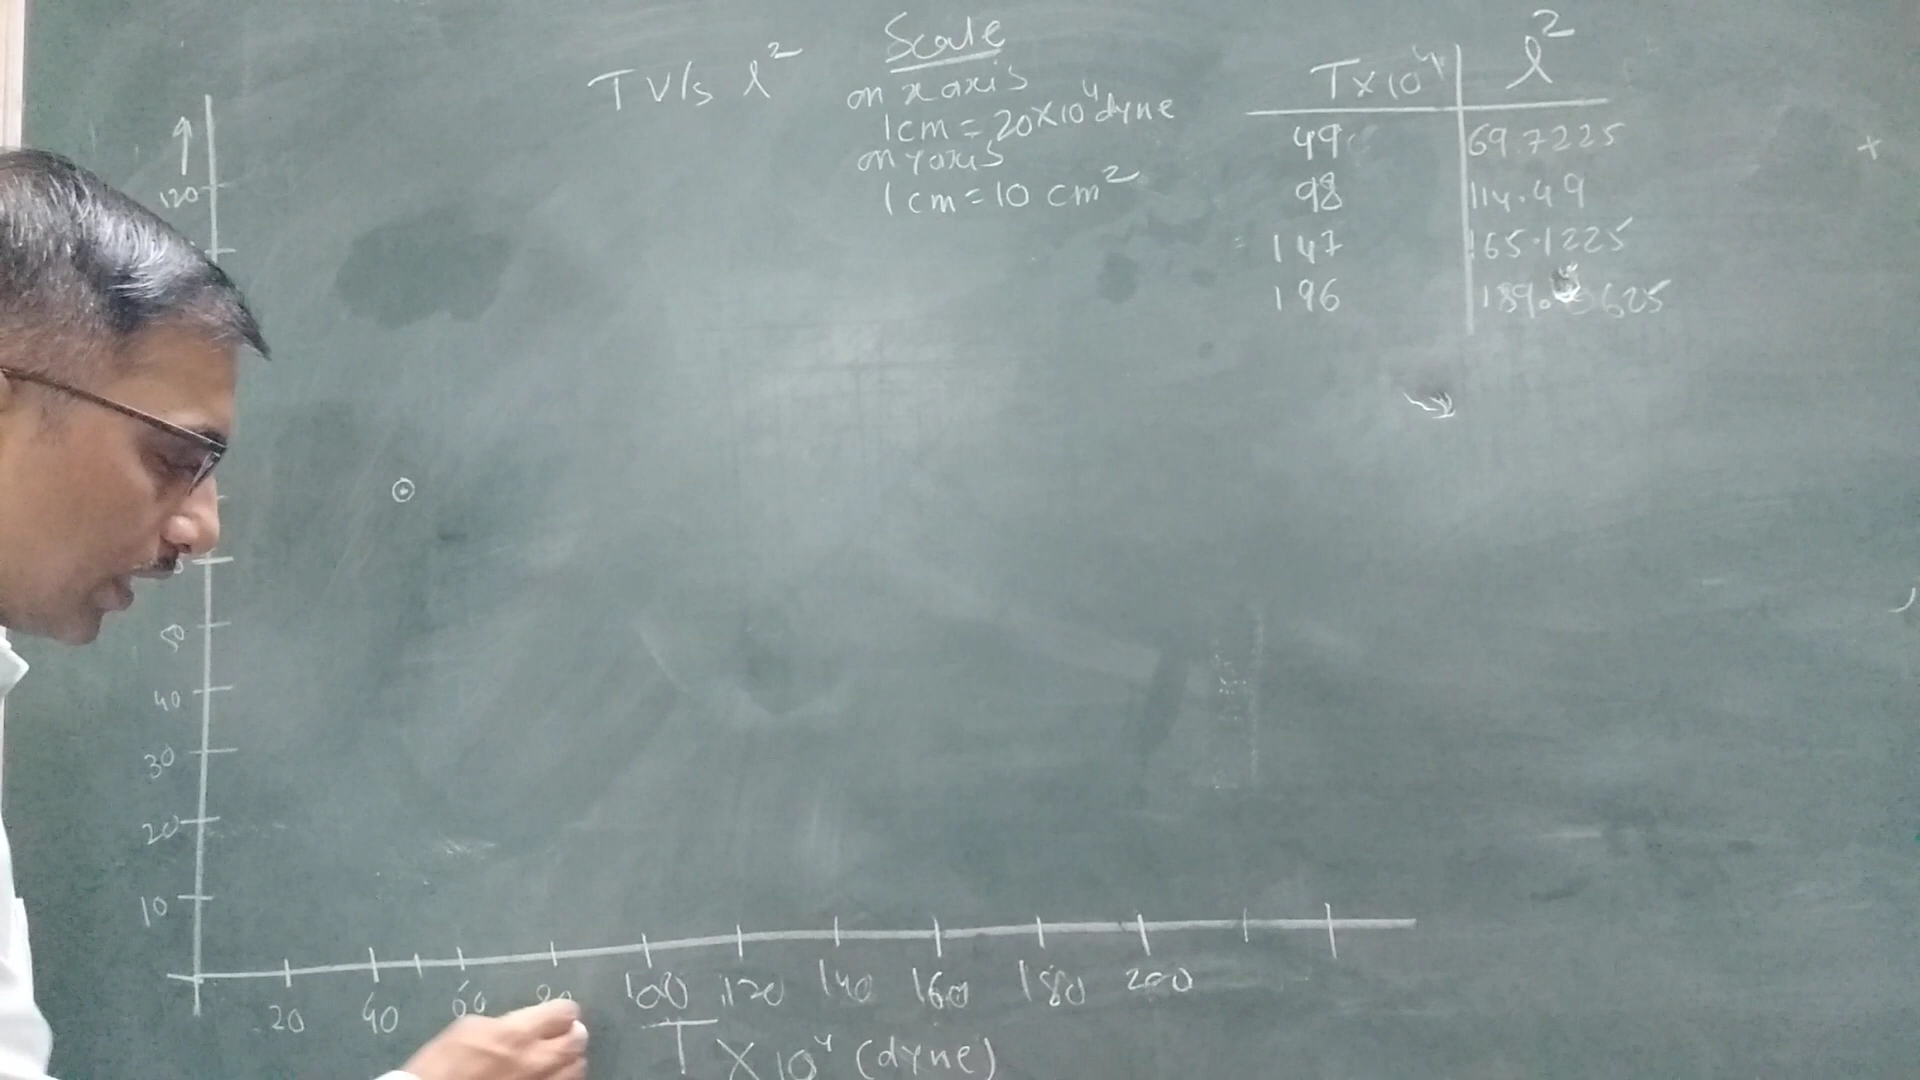 T V/s l²
Scale
on x axis
1cm = 20×10⁴ dyne
on Y axis
1 cm = 10 cm²
T×10⁴ l²
49 69.7225
98 114.49
147 165.1225
196
120
50
40
30
20
10
20 40 60 80 100 120 140 160 180 200
T × 10⁴ (dyne)